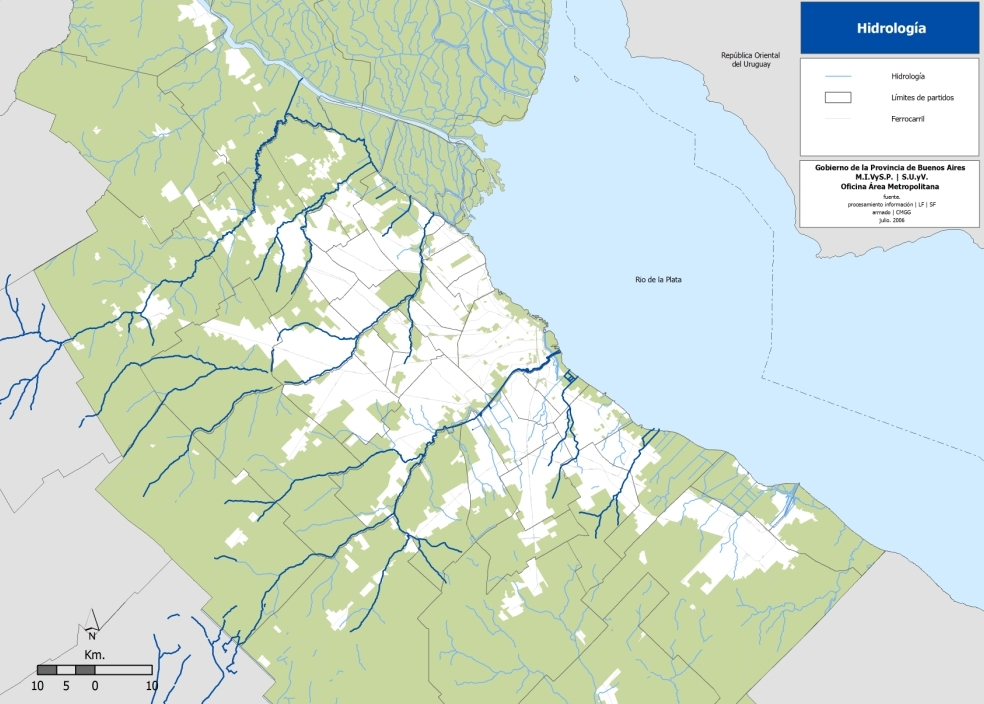 Hidrología
República Oriental
del Uruguay
Hidrología
Límites de partidos
Ferrocarril
Gobierno de la Provincia de Buenos Aires
M.I.VyS.P. | S.U.yV.
Oficina Área Metropolitana
fuente.
procesamiento información | LF | SF
armado | CMGG
julio. 2006
Rio de la Plata
N
Km.
10 5 0 10